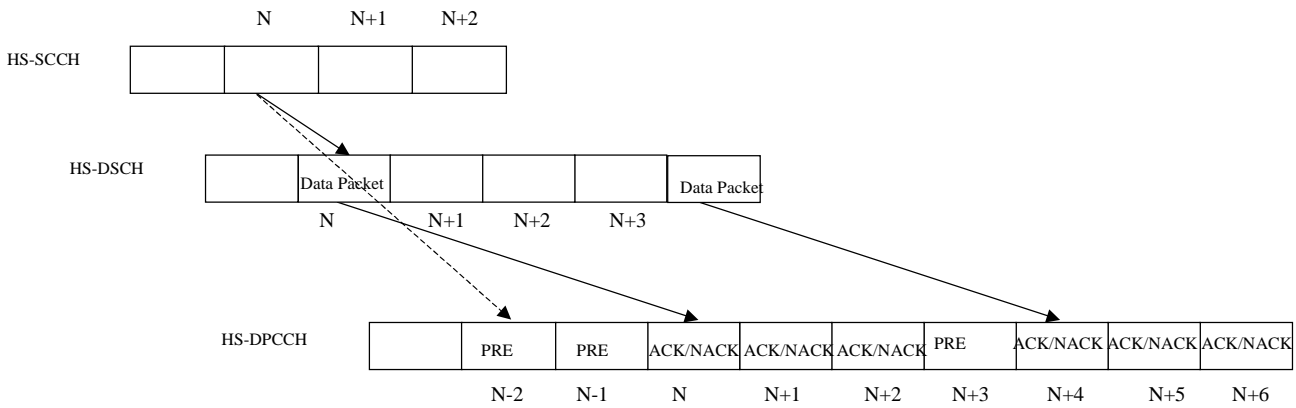 N N+1 N+2
HS-SCCH
HS-DSCH
Data Packet Data Packet
N N+1 N+2 N+3
HS-DPCCH
PRE PRE ACK/NACK ACK/NACK ACK/NACK PRE ACK/NACK ACK/NACK ACK/NACK
N-2 N-1 N N+1 N+2 N+3 N+4 N+5 N+6